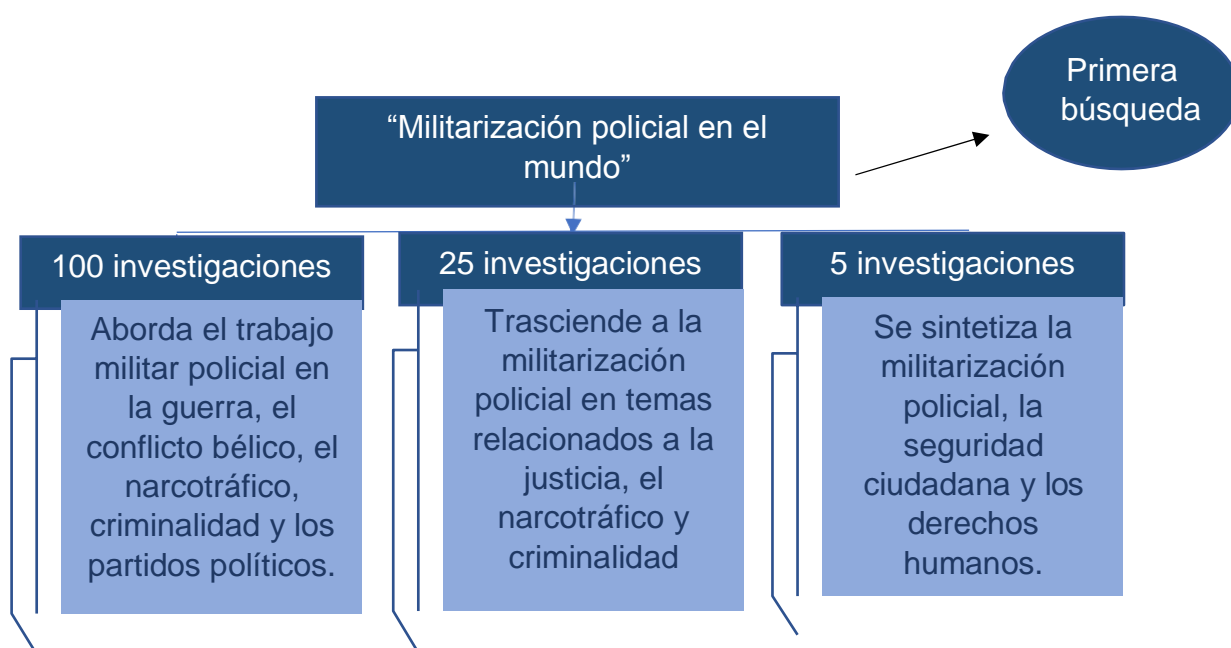 Primera
búsqueda
“Militarización policial en el
mundo”
100 investigaciones
Aborda el trabajo
militar policial en
la guerra, el
conflicto bélico, el
narcotráfico,
criminalidad y los
partidos políticos.
25 investigaciones
Trasciende a la
militarización
policial en temas
relacionados a la
justicia, el
narcotráfico y
criminalidad
5 investigaciones
Se sintetiza la
militarización
policial, la
seguridad
ciudadana y los
derechos
humanos.